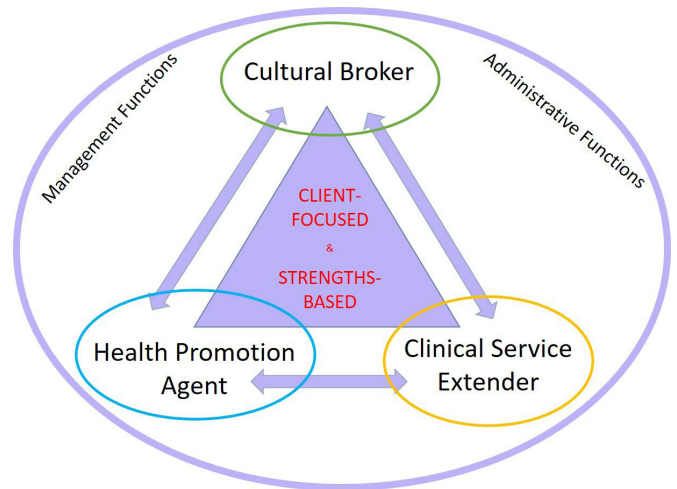 Cultural Broker
Management Functions
Administrative Functions
CLIENT-
FOCUSED
&
STRENGTHS-
BASED
Health Promotion
Agent
Clinical Service
Extender